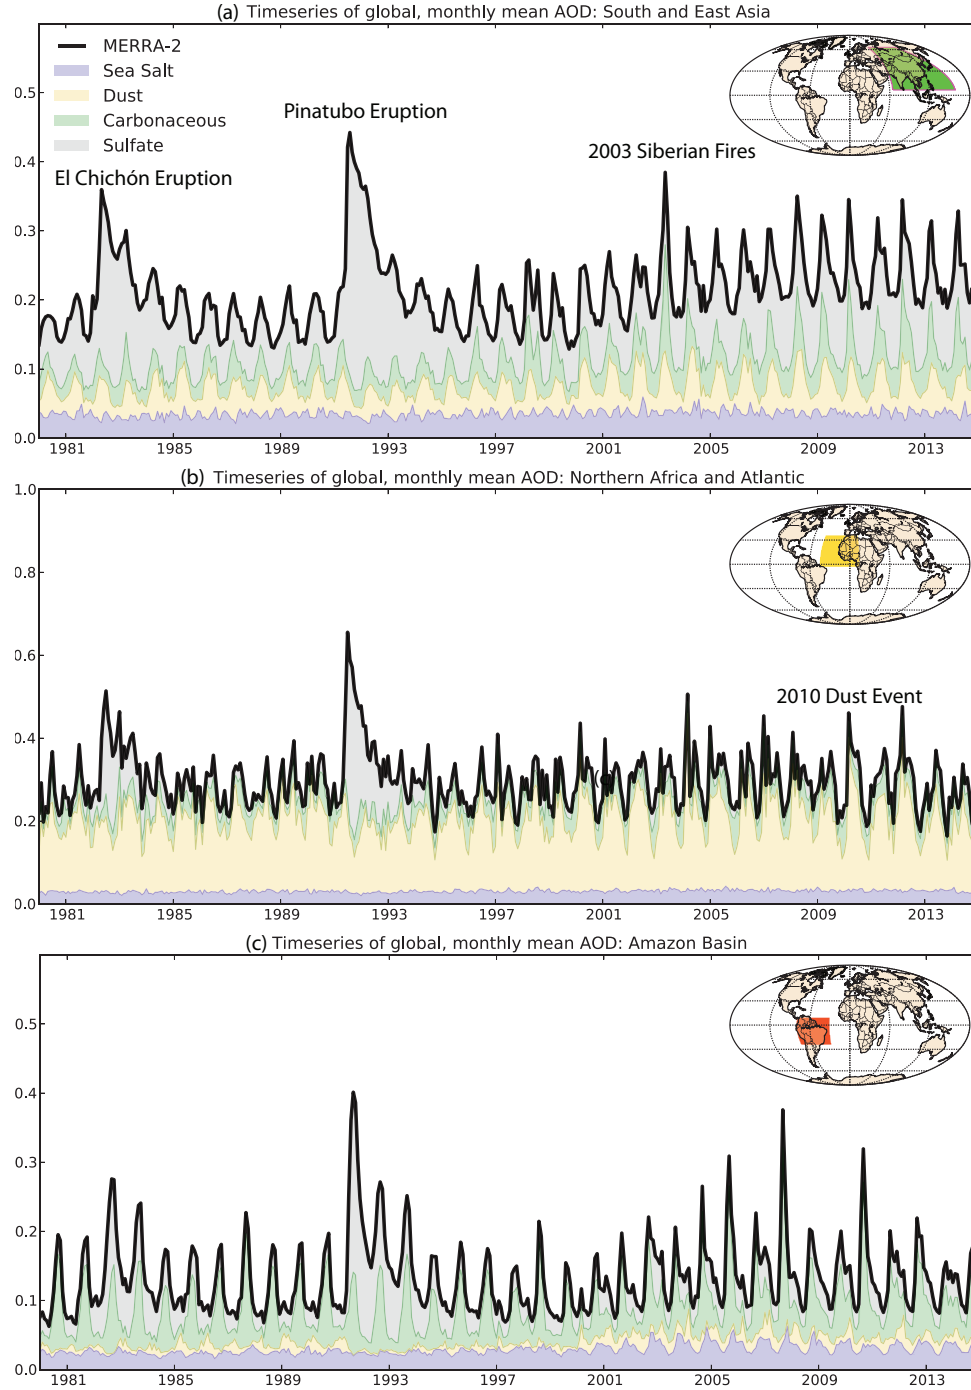 (a) Timeseries of global, monthly mean AOD: South and East Asia
MERRA-2
Sea Salt
Dust
Carbonaceous
Sulfate
El Chichón Eruption
Pinatubo Eruption
2003 Siberian Fires
0.5
0.4
0.3
0.2
0.1
0.0
1981 1985 1989 1993 1997 2001 2005 2009 2013
(b) Timeseries of global, monthly mean AOD: Northern Africa and Atlantic
1.0
0.8
0.6
2010 Dust Event
0.4
0.2
0.0
1981 1985 1989 1993 1997 2001 2005 2009 2013
(c) Timeseries of global, monthly mean AOD: Amazon Basin
0.5
0.4
0.3
0.2
0.1
0.0
1981 1985 1989 1993 1997 2001 2005 2009 2013